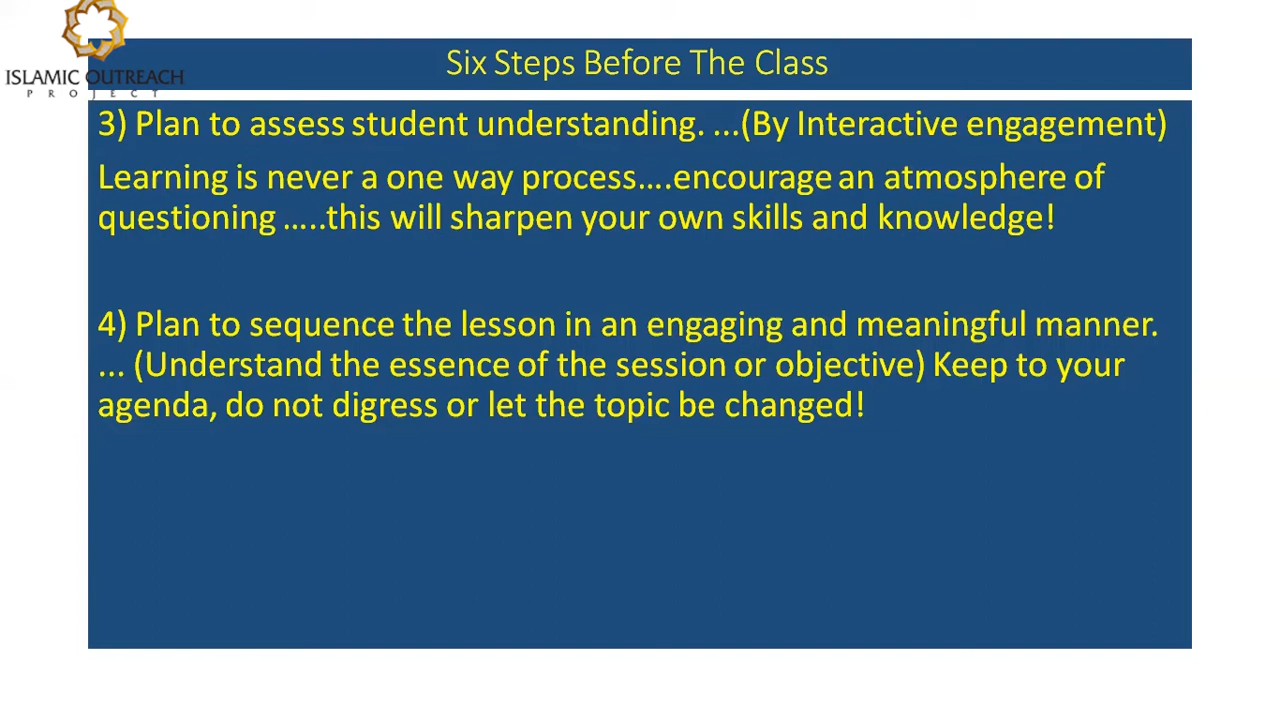 ISLAMIC OUTREACH
PROJECT
Six Steps Before The Class
3) Plan to assess student understanding. ...(By Interactive engagement)
Learning is never a one way process….encourage an atmosphere of
questioning …..this will sharpen your own skills and knowledge!
4) Plan to sequence the lesson in an engaging and meaningful manner.
... (Understand the essence of the session or objective) Keep to your
agenda, do not digress or let the topic be changed!